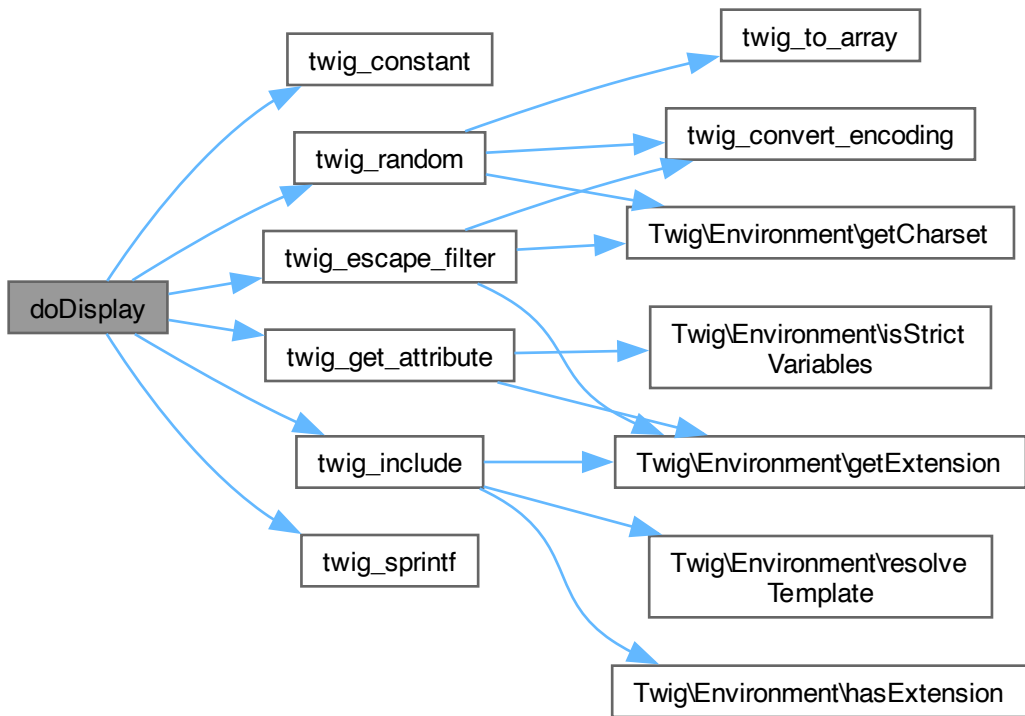 doDisplay
twig_constant
twig_random
twig_escape_filter
twig_get_attribute
twig_include
twig_sprintf
twig_to_array
twig_convert_encoding
Twig\Environment\getCharset
Twig\Environment\isStrict
Variables
Twig\Environment\getExtension
Twig\Environment\resolve
Template
Twig\Environment\hasExtension